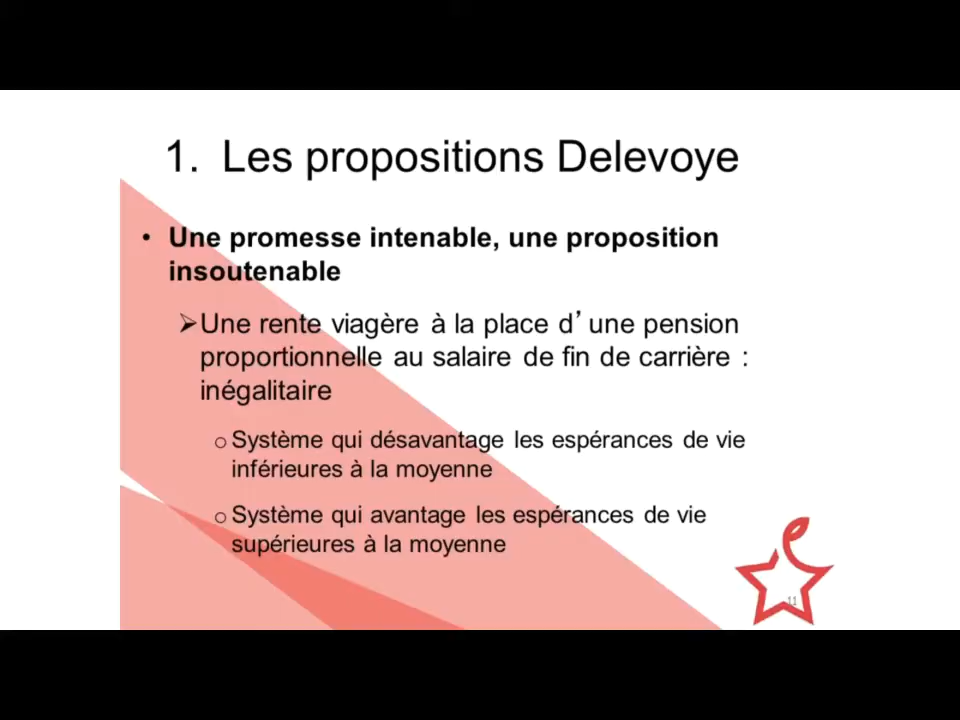 1. Les propositions Delevoye
• Une promesse intenable, une proposition
insoutenable
➢Une rente viagère à la place d’une pension
proportionnelle au salaire de fin de carrière :
inégalitaire
o Système qui désavantage les espérances de vie
inférieures à la moyenne
o Système qui avantage les espérances de vie
supérieures à la moyenne
11